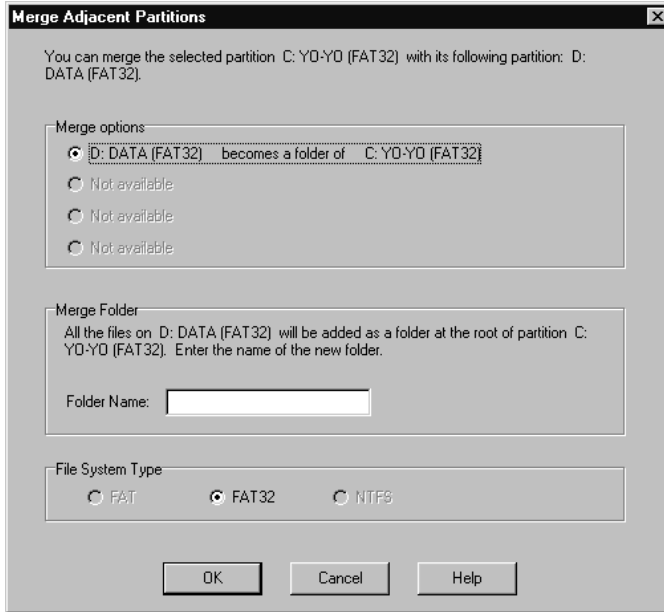 Merge Adjacent Partitions
You can merge the selected partition C: YO-YO (FAT32) with its following partition: D:
DATA (FAT32).
Merge options
D: DATA (FAT32) becomes a folder of C: YO-YO (FAT32)
Not available
Not available
Not available
Merge Folder
All the files on D: DATA (FAT32) will be added as a folder at the root of partition C:
YO-YO (FAT32). Enter the name of the new folder.
Folder Name:
File System Type
FAT FAT32 NTFS
OK Cancel Help